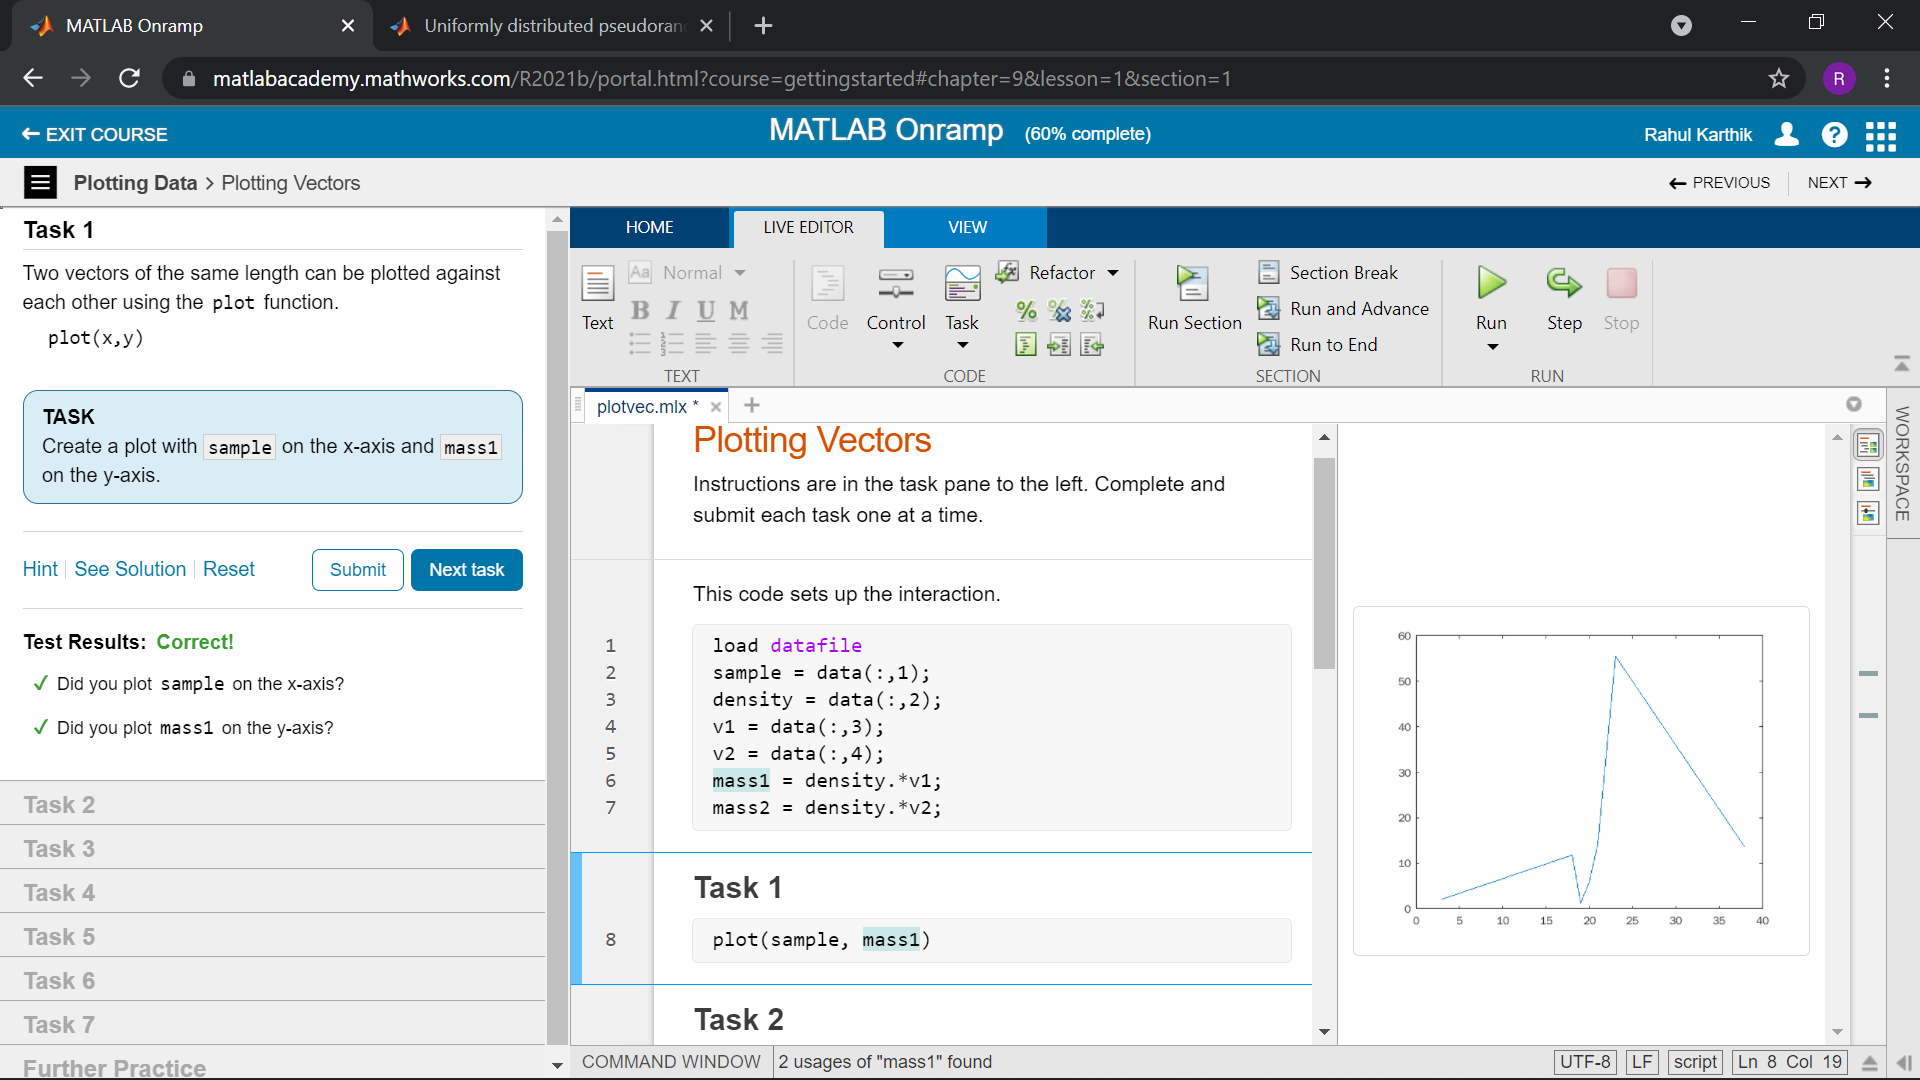 MATLAB Onramp
Uniformly distributed pseudoran
matlabacademy.mathworks.com/R2021b/portal.html?course=gettingstarted#chapter=9&lesson=1&section=1
R
EXIT COURSE
MATLAB Onramp (60% complete)
Rahul Karthik
?
Plotting Data > Plotting Vectors
PREVIOUS
NEXT
Task 1
Two vectors of the same length can be plotted against
each other using the plot function.
plot(x,y)
TASK
Create a plot with sample on the x-axis and mass1
on the y-axis.
Hint
See Solution
Reset
Submit
Next task
Test Results: Correct!
✓ Did you plot sample on the x-axis?
✓ Did you plot mass1 on the y-axis?
Task 2
Task 3
Task 4
Task 5
Task 6
Task 7
Further Practice
HOME
LIVE EDITOR
VIEW
Text
Aa Normal
B I U M
TEXT
Code
Control
Task
Refactor
CODE
Run Section
Section Break
Run and Advance
Run to End
SECTION
Run
Step
Stop
RUN
plotvec.mlx *
WORKSPACE
Plotting Vectors
Instructions are in the task pane to the left. Complete and
submit each task one at a time.
This code sets up the interaction.
1 load datafile
2 sample = data(:,1);
3 density = data(:,2);
4 v1 = data(:,3);
5 v2 = data(:,4);
6 mass1 = density.*v1;
7 mass2 = density.*v2;
Task 1
8 plot(sample, mass1)
Task 2
60
50
40
30
20
10
0
0 5 10 15 20 25 30 35 40
COMMAND WINDOW
2 usages of "mass1" found
UTF-8
LF
script
Ln 8 Col 19